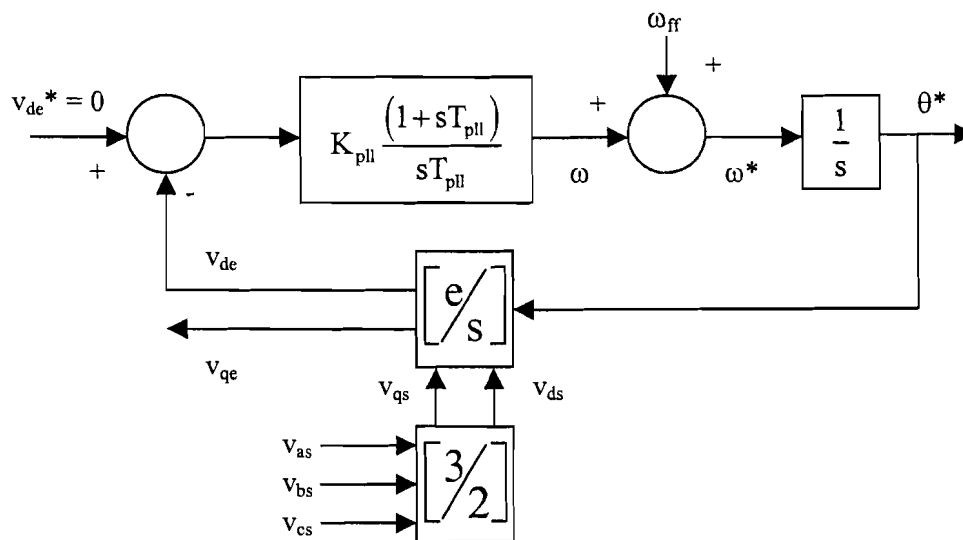 ω_ff
+
v_de* = 0
+
-
K_pll (1 + sT_pll) / sT_pll
+
ω
ω*
1 / s
θ*
v_de
v_qe
[e/s]
v_qs
v_ds
v_as
v_bs
v_cs
[3/2]